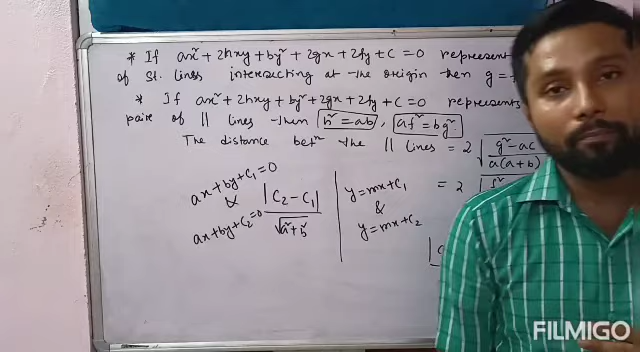 * If ax² + 2hxy + by² + 2gx + 2fy + C = 0 represent
of St. lines intersecting at the origin then g =
* If ax² + 2hxy + by² + 2gx + 2fy + C = 0 represents
pair of || lines then h² = ab, af² = bg².
The distance betⁿ the || lines = 2 √(g² - ac / a(a+b))
= 2 √(f²
ax + by + C₁ = 0
&
ax + by + C₂ = 0
|C₂ - C₁| / √(a² + b²)
y = mx + C₁
&
y = mx + C₂
FILMIGO